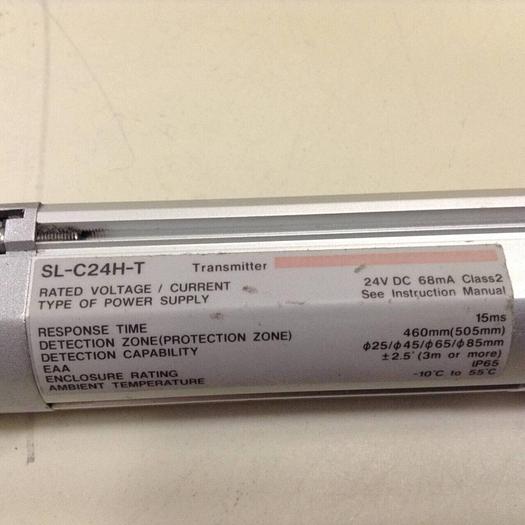 SL-C24H-T Transmitter
RATED VOLTAGE / CURRENT 24V DC 68mA Class2
TYPE OF POWER SUPPLY See Instruction Manual
RESPONSE TIME 15ms
DETECTION ZONE(PROTECTION ZONE) 460mm(505mm)
DETECTION CAPABILITY φ25/φ45/φ65/φ85mm
EAA ±2.5° (3m or more)
ENCLOSURE RATING IP65
AMBIENT TEMPERATURE -10°C to 55°C